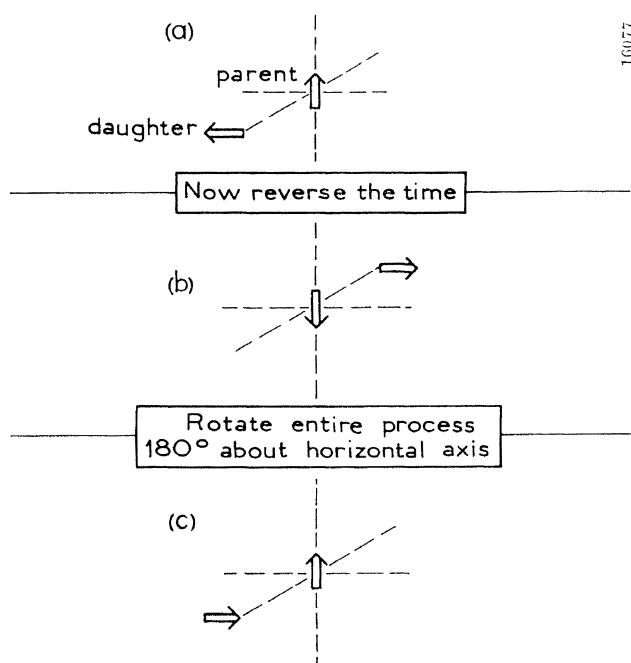 (a)
16077
parent
daughter
Now reverse the time
(b)
Rotate entire process
180° about horizontal axis
(c)